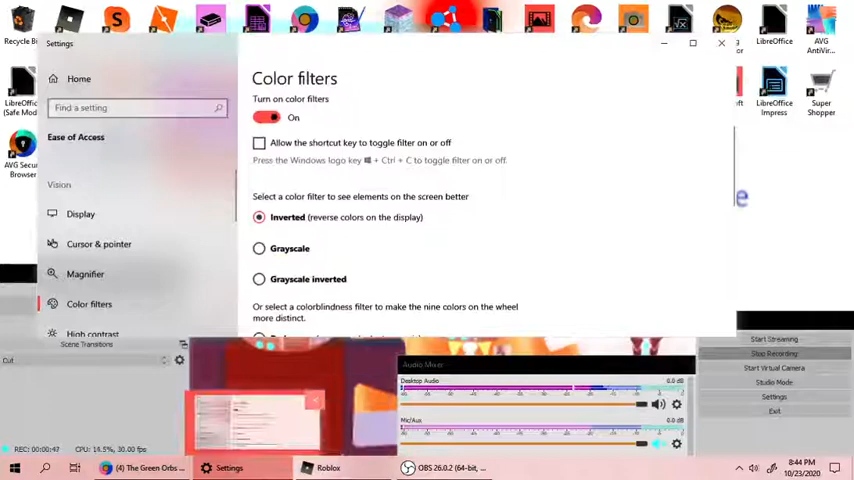 Recycle Bin
LibreOffice
AVG
AntiVir...
Settings
Home
Find a setting
Ease of Access
Vision
Display
Cursor & pointer
Magnifier
Color filters
High contrast
Color filters
Turn on color filters
On
Allow the shortcut key to toggle filter on or off
Press the Windows logo key + Ctrl + C to toggle filter on or off.
Select a color filter to see elements on the screen better
Inverted (reverse colors on the display)
Grayscale
Grayscale inverted
Or select a colorblindness filter to make the nine colors on the wheel
more distinct.
LibreOffice
(Safe Mod
AVG Secu
Browser
LibreOffice
Impress
Super
Shopper
Scene Transitions
Cut
Audio Mixer
Desktop Audio
0.0 dB
Mic/Aux
0.0 dB
Start Streaming
Stop Recording
Start Virtual Camera
Studio Mode
Settings
Exit
REC: 00:00:47
CPU: 14.5%, 30.00 fps
(4) The Green Orbs ...
Settings
Roblox
OBS 26.0.2 (64-bit, ...
8:44 PM
10/23/2020